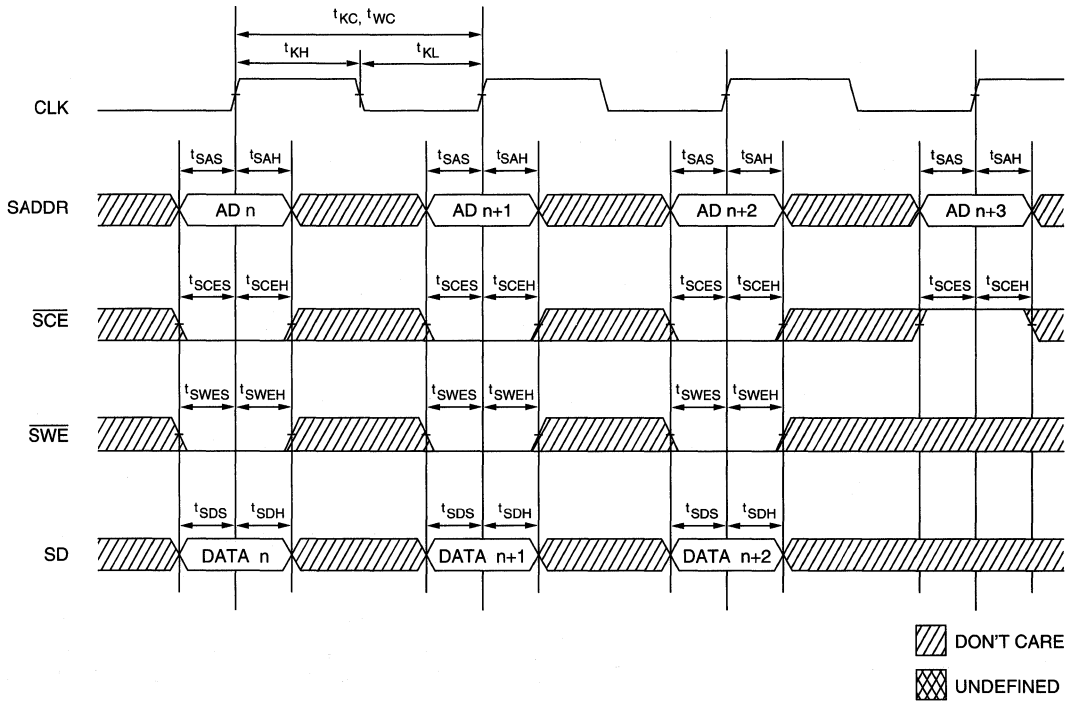 tKC, tWC
tKH tKL
CLK
tSAS tSAH tSAS tSAH tSAS tSAH tSAS tSAH
SADDR AD n AD n+1 AD n+2 AD n+3
tSCES tSCEH tSCES tSCEH tSCES tSCEH tSCES tSCEH
SCE
tSWES tSWEH tSWES tSWEH tSWES tSWEH
SWE
tSDS tSDH tSDS tSDH tSDS tSDH
SD DATA n DATA n+1 DATA n+2
DON'T CARE
UNDEFINED